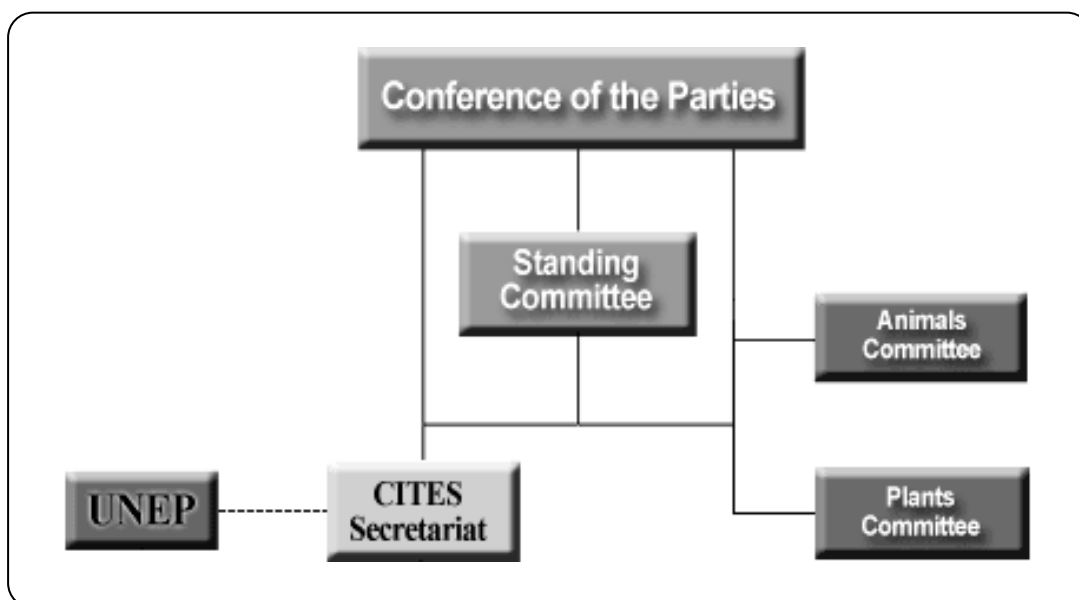 Conference of the Parties
Standing
Committee
Animals
Committee
UNEP
CITES
Secretariat
Plants
Committee